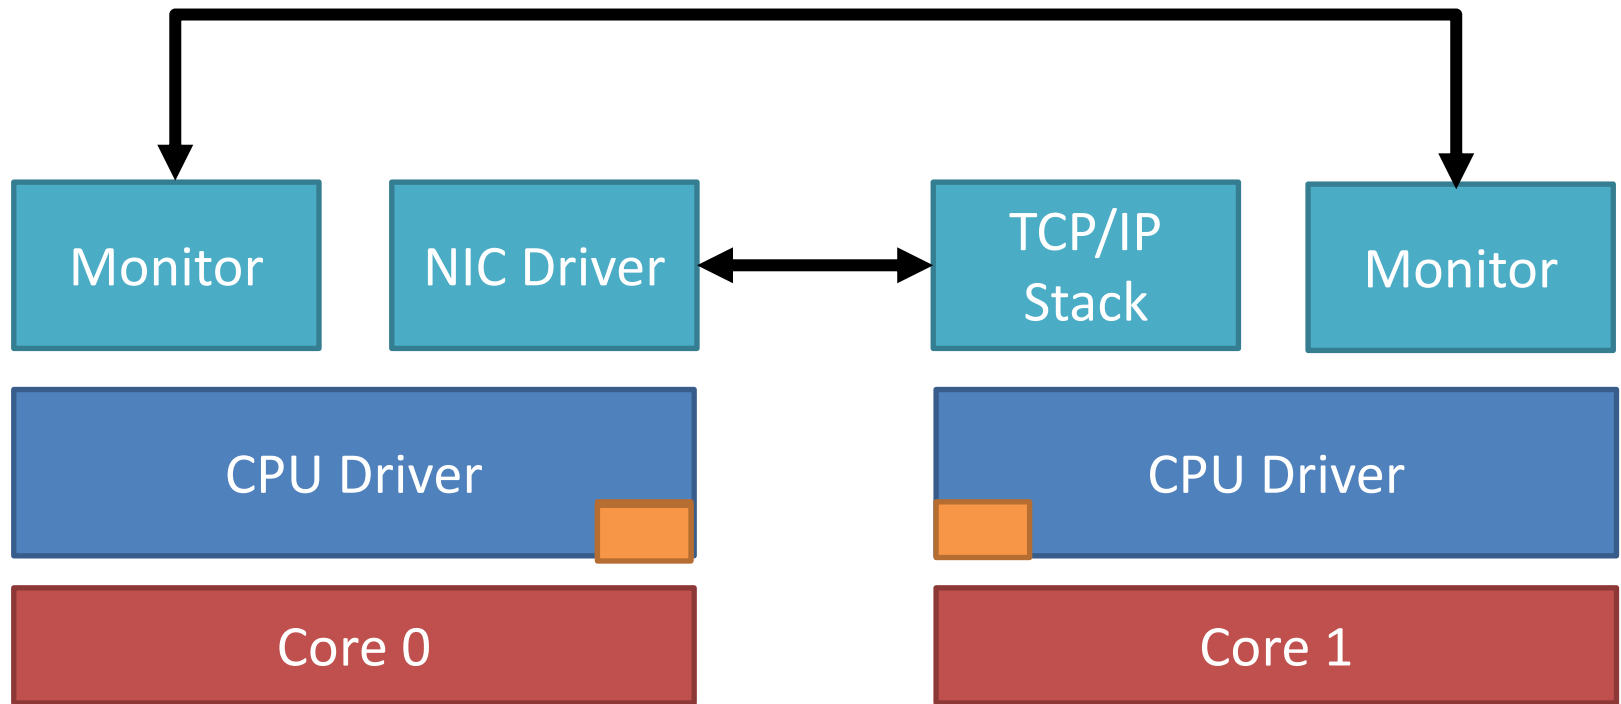 Monitor
NIC Driver
TCP/IP
Stack
Monitor
CPU Driver
CPU Driver
Core 0
Core 1